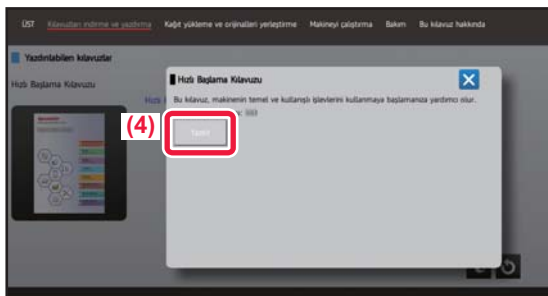 ÜST Kılavuzları indirme ve yazdırma Kağıt yükleme ve orijinalleri yerleştirme Makineyi çalıştırma Bakım Bu kılavuz hakkında
Yazdırılabilen kılavuzlar
Hızlı Başlama Kılavuzu
Hızlı Başlama Kılavuzu
Bu kılavuz, makinenin temel ve kullanışlı işlevlerini kullanmaya başlamanıza yardımcı olur.
(4)
Yazdır